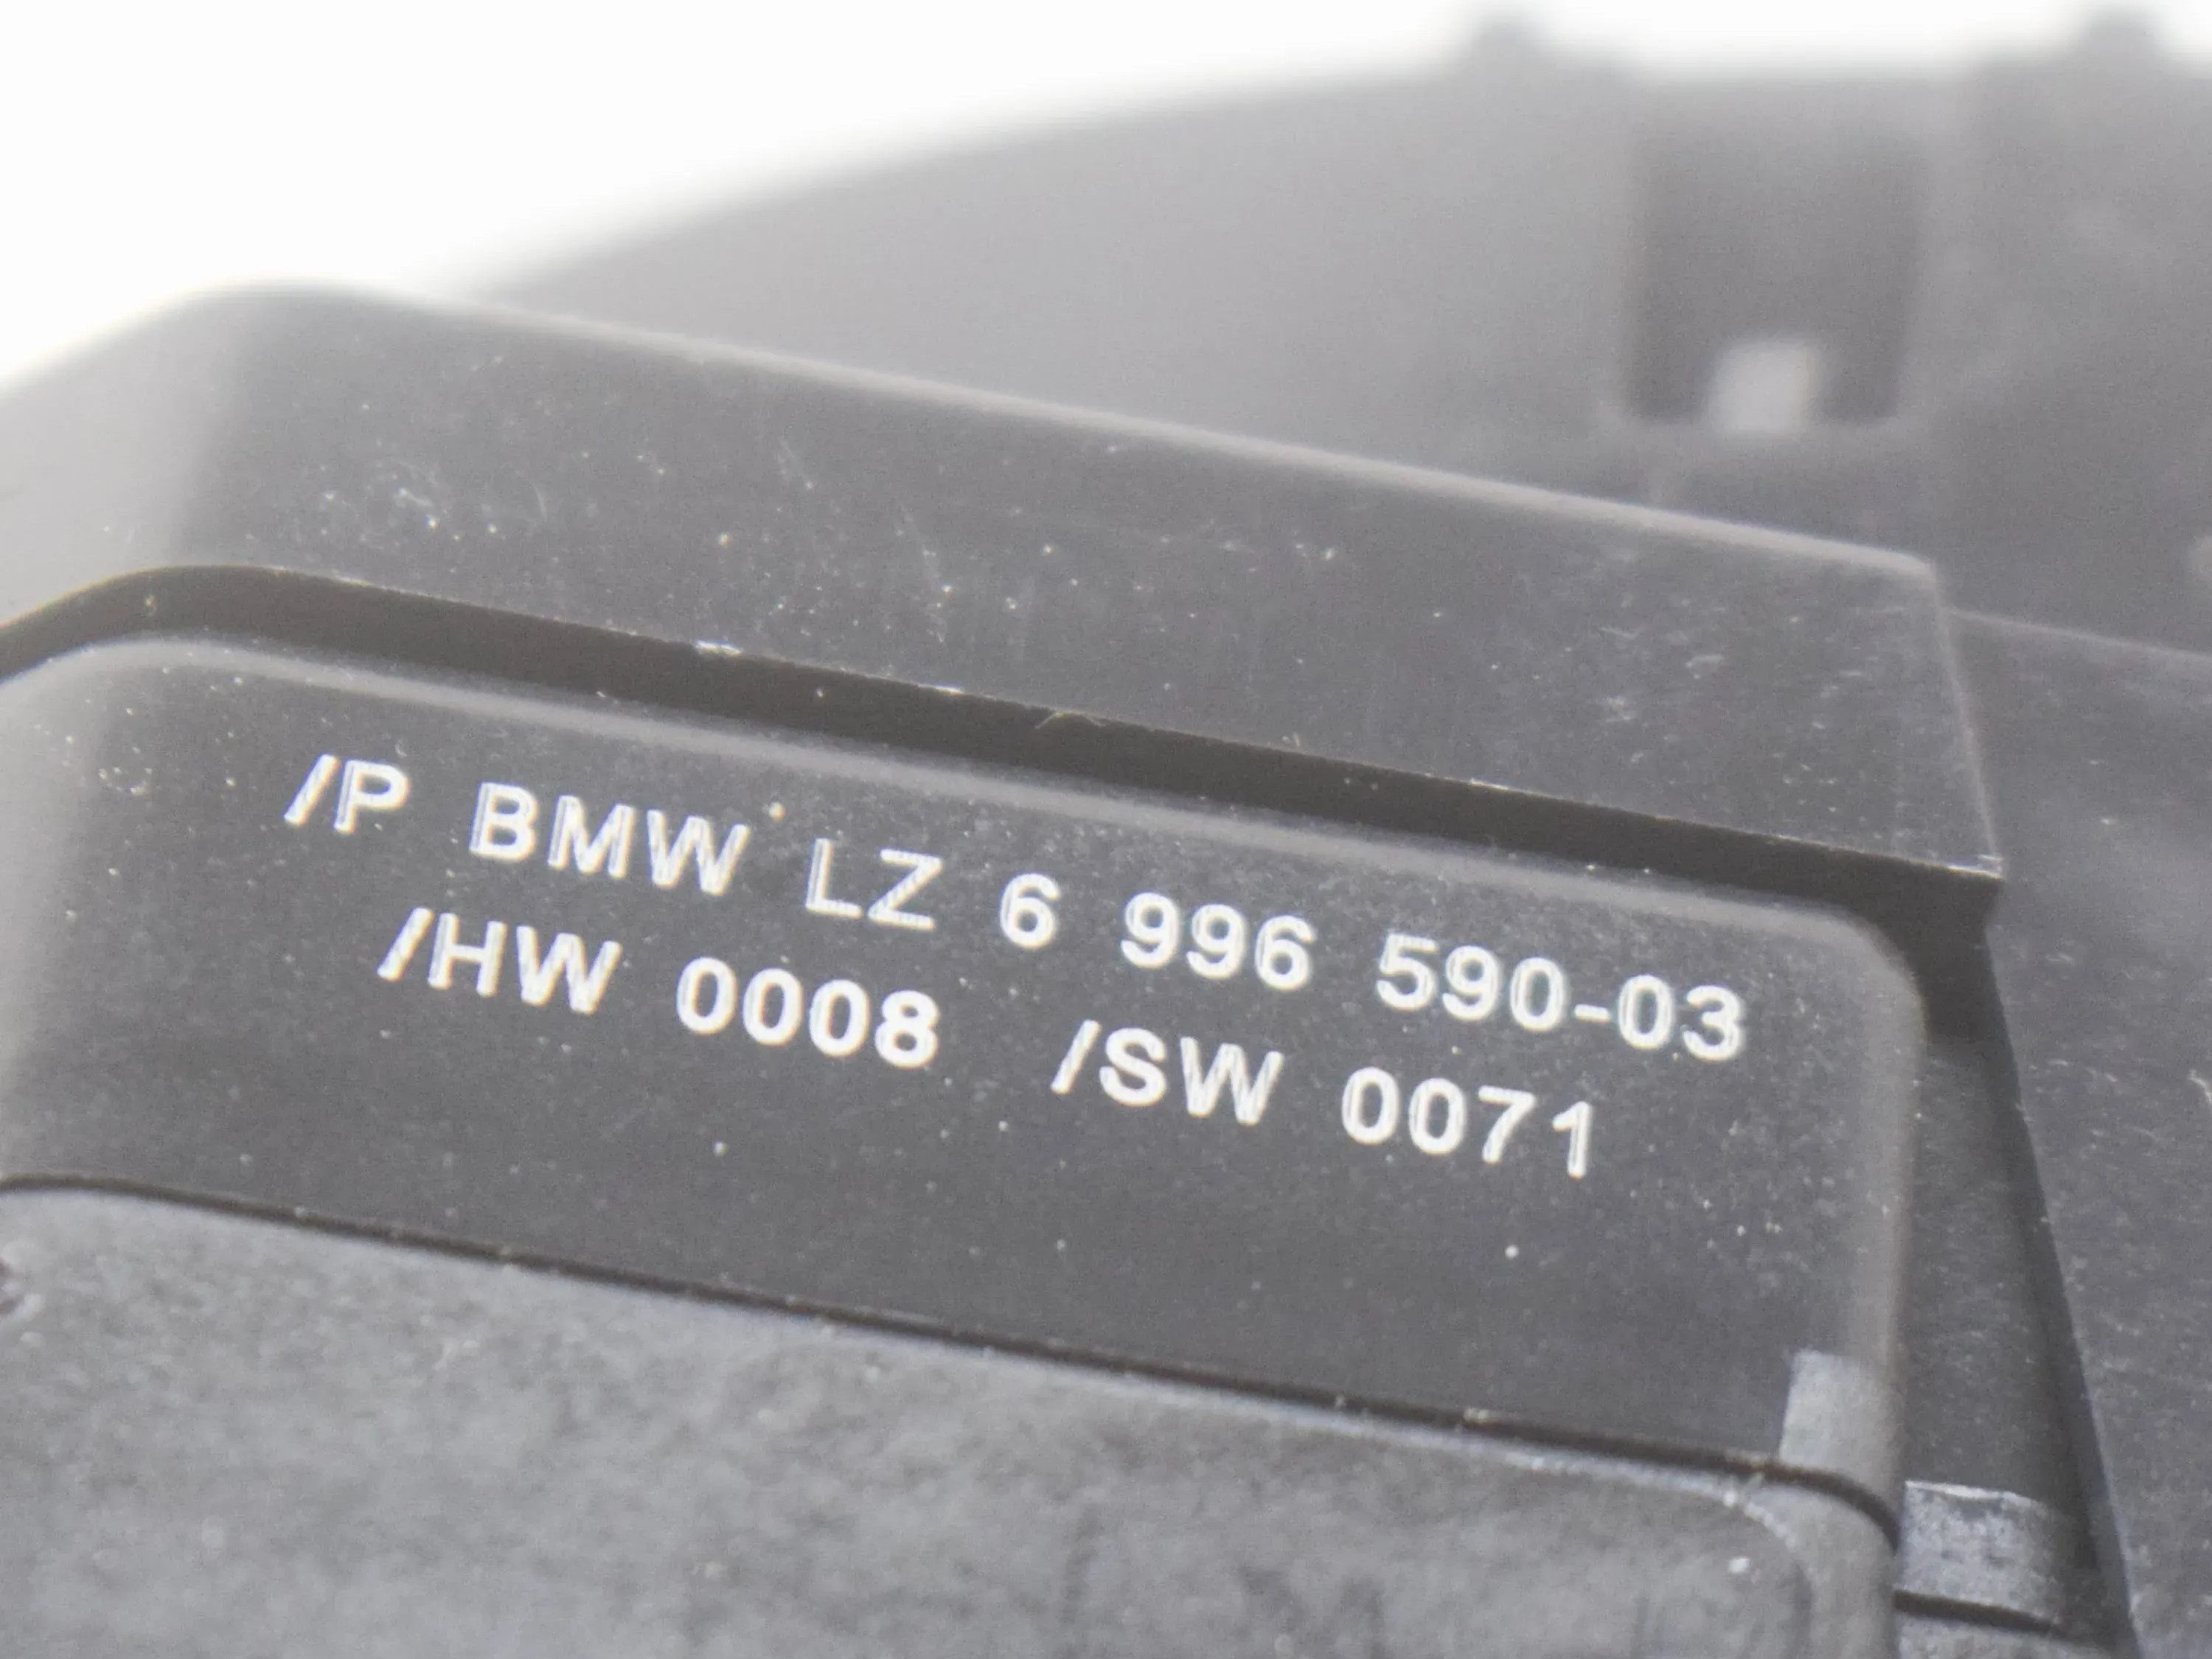 /P BMW LZ 6 996 590-03
/HW 0008 /SW 0071